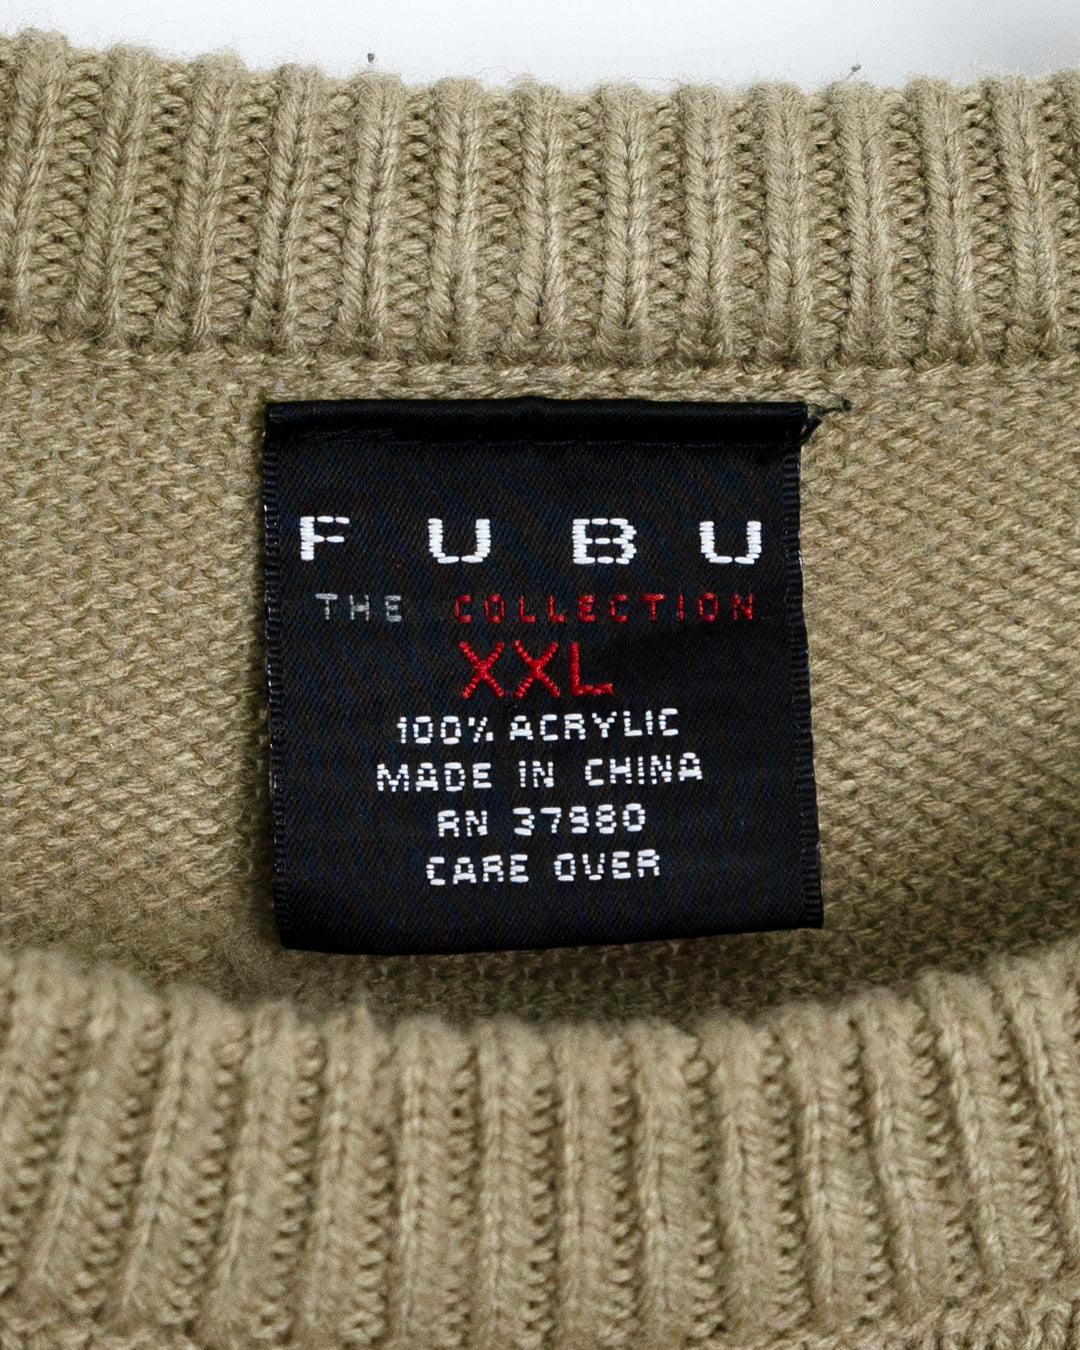 FUBU
THE COLLECTION
XXL
100% ACRYLIC
MADE IN CHINA
RN 37980
CARE OVER